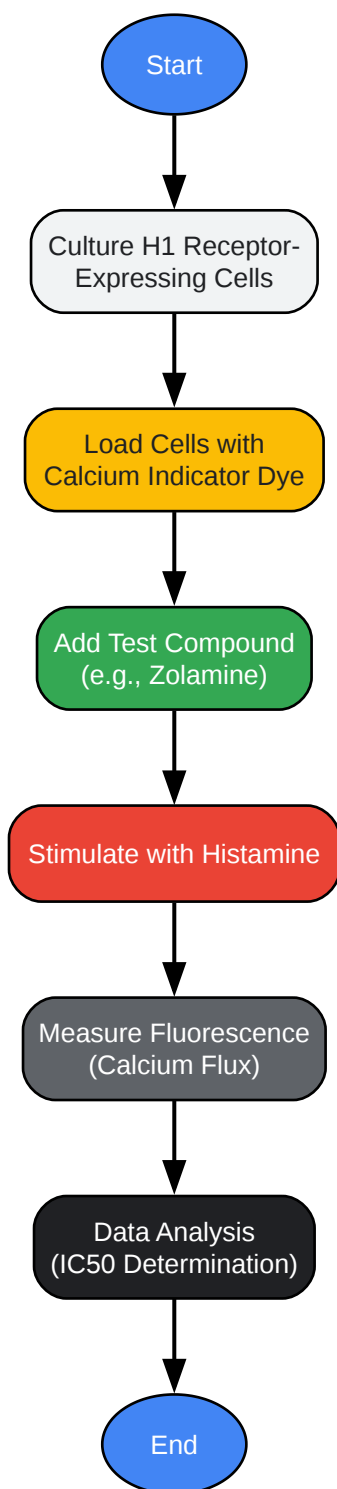 Start
Culture H1 Receptor-
Expressing Cells
Load Cells with
Calcium Indicator Dye
Add Test Compound
(e.g., Zolamine)
Stimulate with Histamine
Measure Fluorescence
(Calcium Flux)
Data Analysis
(IC50 Determination)
End